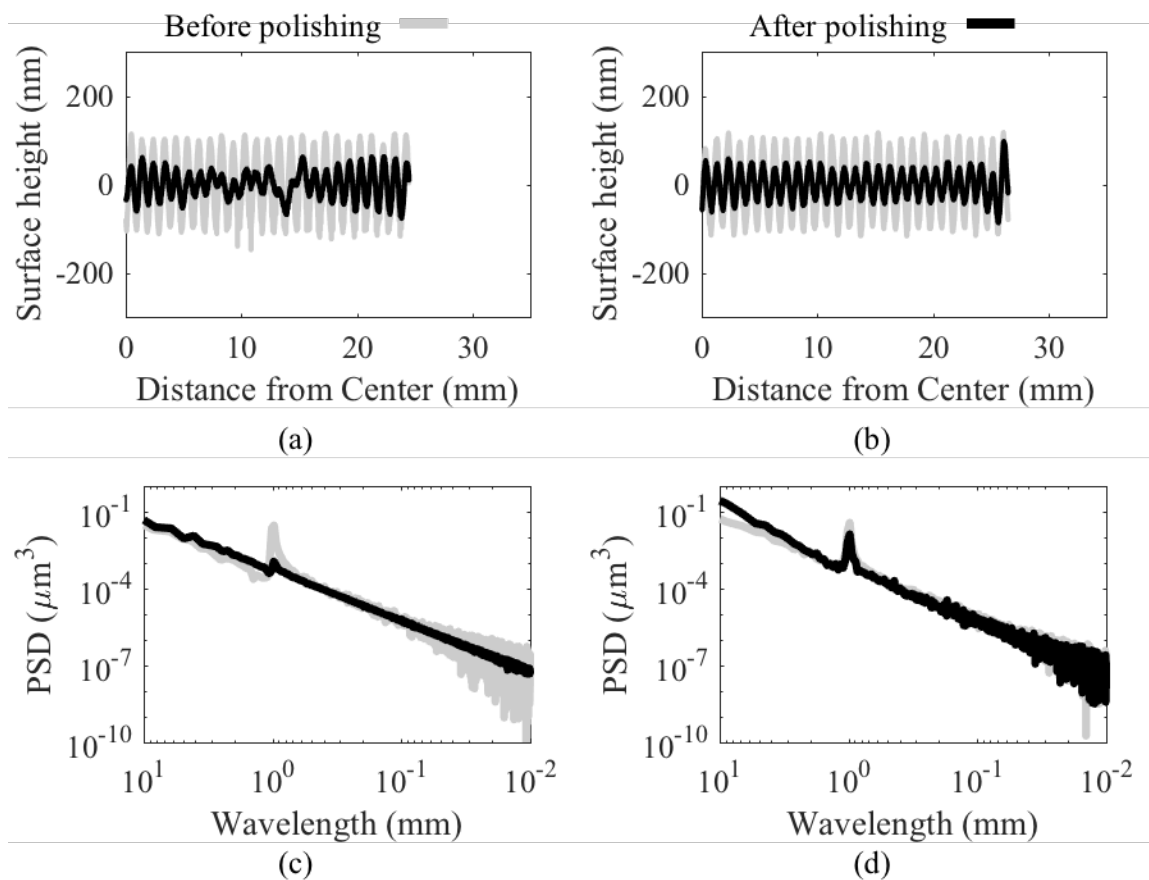 Before polishing
After polishing
Surface height (nm)
200
0
-200
0 10 20 30
Distance from Center (mm)
(a)
Surface height (nm)
200
0
-200
0 10 20 30
Distance from Center (mm)
(b)
PSD (μm³)
10⁻¹
10⁻⁴
10⁻⁷
10⁻¹⁰
10¹ 10⁰ 10⁻¹ 10⁻²
Wavelength (mm)
(c)
PSD (μm³)
10⁻¹
10⁻⁴
10⁻⁷
10⁻¹⁰
10¹ 10⁰ 10⁻¹ 10⁻²
Wavelength (mm)
(d)